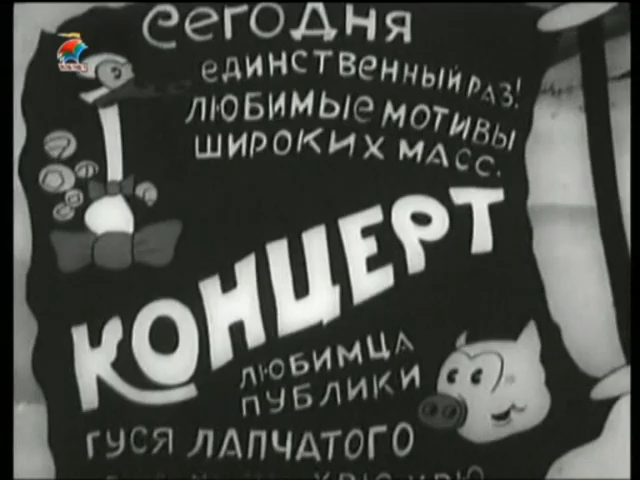 сегодня
единственный раз!
любимые мотивы
широких масс.
КОНЦЕРТ
любимца
публики
гуся лапчатого